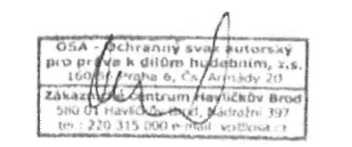 OSA - Ochranný svaz autorský
pro práva k dílům hudebním, z.s.
160 56 Praha 6, Čs. Armády 20
Zákaznické centrum Havlíčkův Brod
580 01 Havlíčkův Brod, Nádražní 397
tel.: 220 315 000 e-mail: